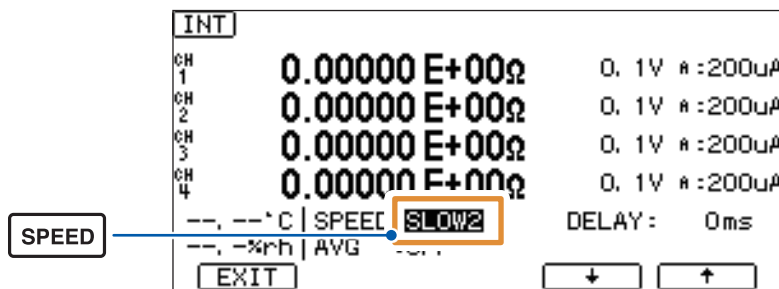 INT
CH 1 0.00000 E+00Ω 0. 1V A:200uA
CH 2 0.00000 E+00Ω 0. 1V A:200uA
CH 3 0.00000 E+00Ω 0. 1V A:200uA
CH 4 0.00000 E+00Ω 0. 1V A:200uA
SPEED
--. --°C SPEED SLOW2 DELAY: 0ms
--. -%rh AVG
EXIT ↓ ↑